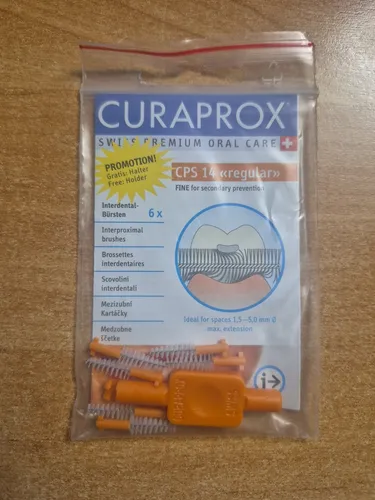 CURAPROX
SWISS PREMIUM ORAL CARE
PROMOTION!
Gratis: Halter
Free: Holder
CPS 14 «regular»
FINE for secondary prevention
Interdental-
Bürsten 6 x
Interproximal
brushes
Brossettes
interdentaires
Scovolini
interdentali
Mezizubní
Kartáčky
Medzubne
ščetke
Ideal for spaces 1,5—5,0 mm Ø
max. extension
i